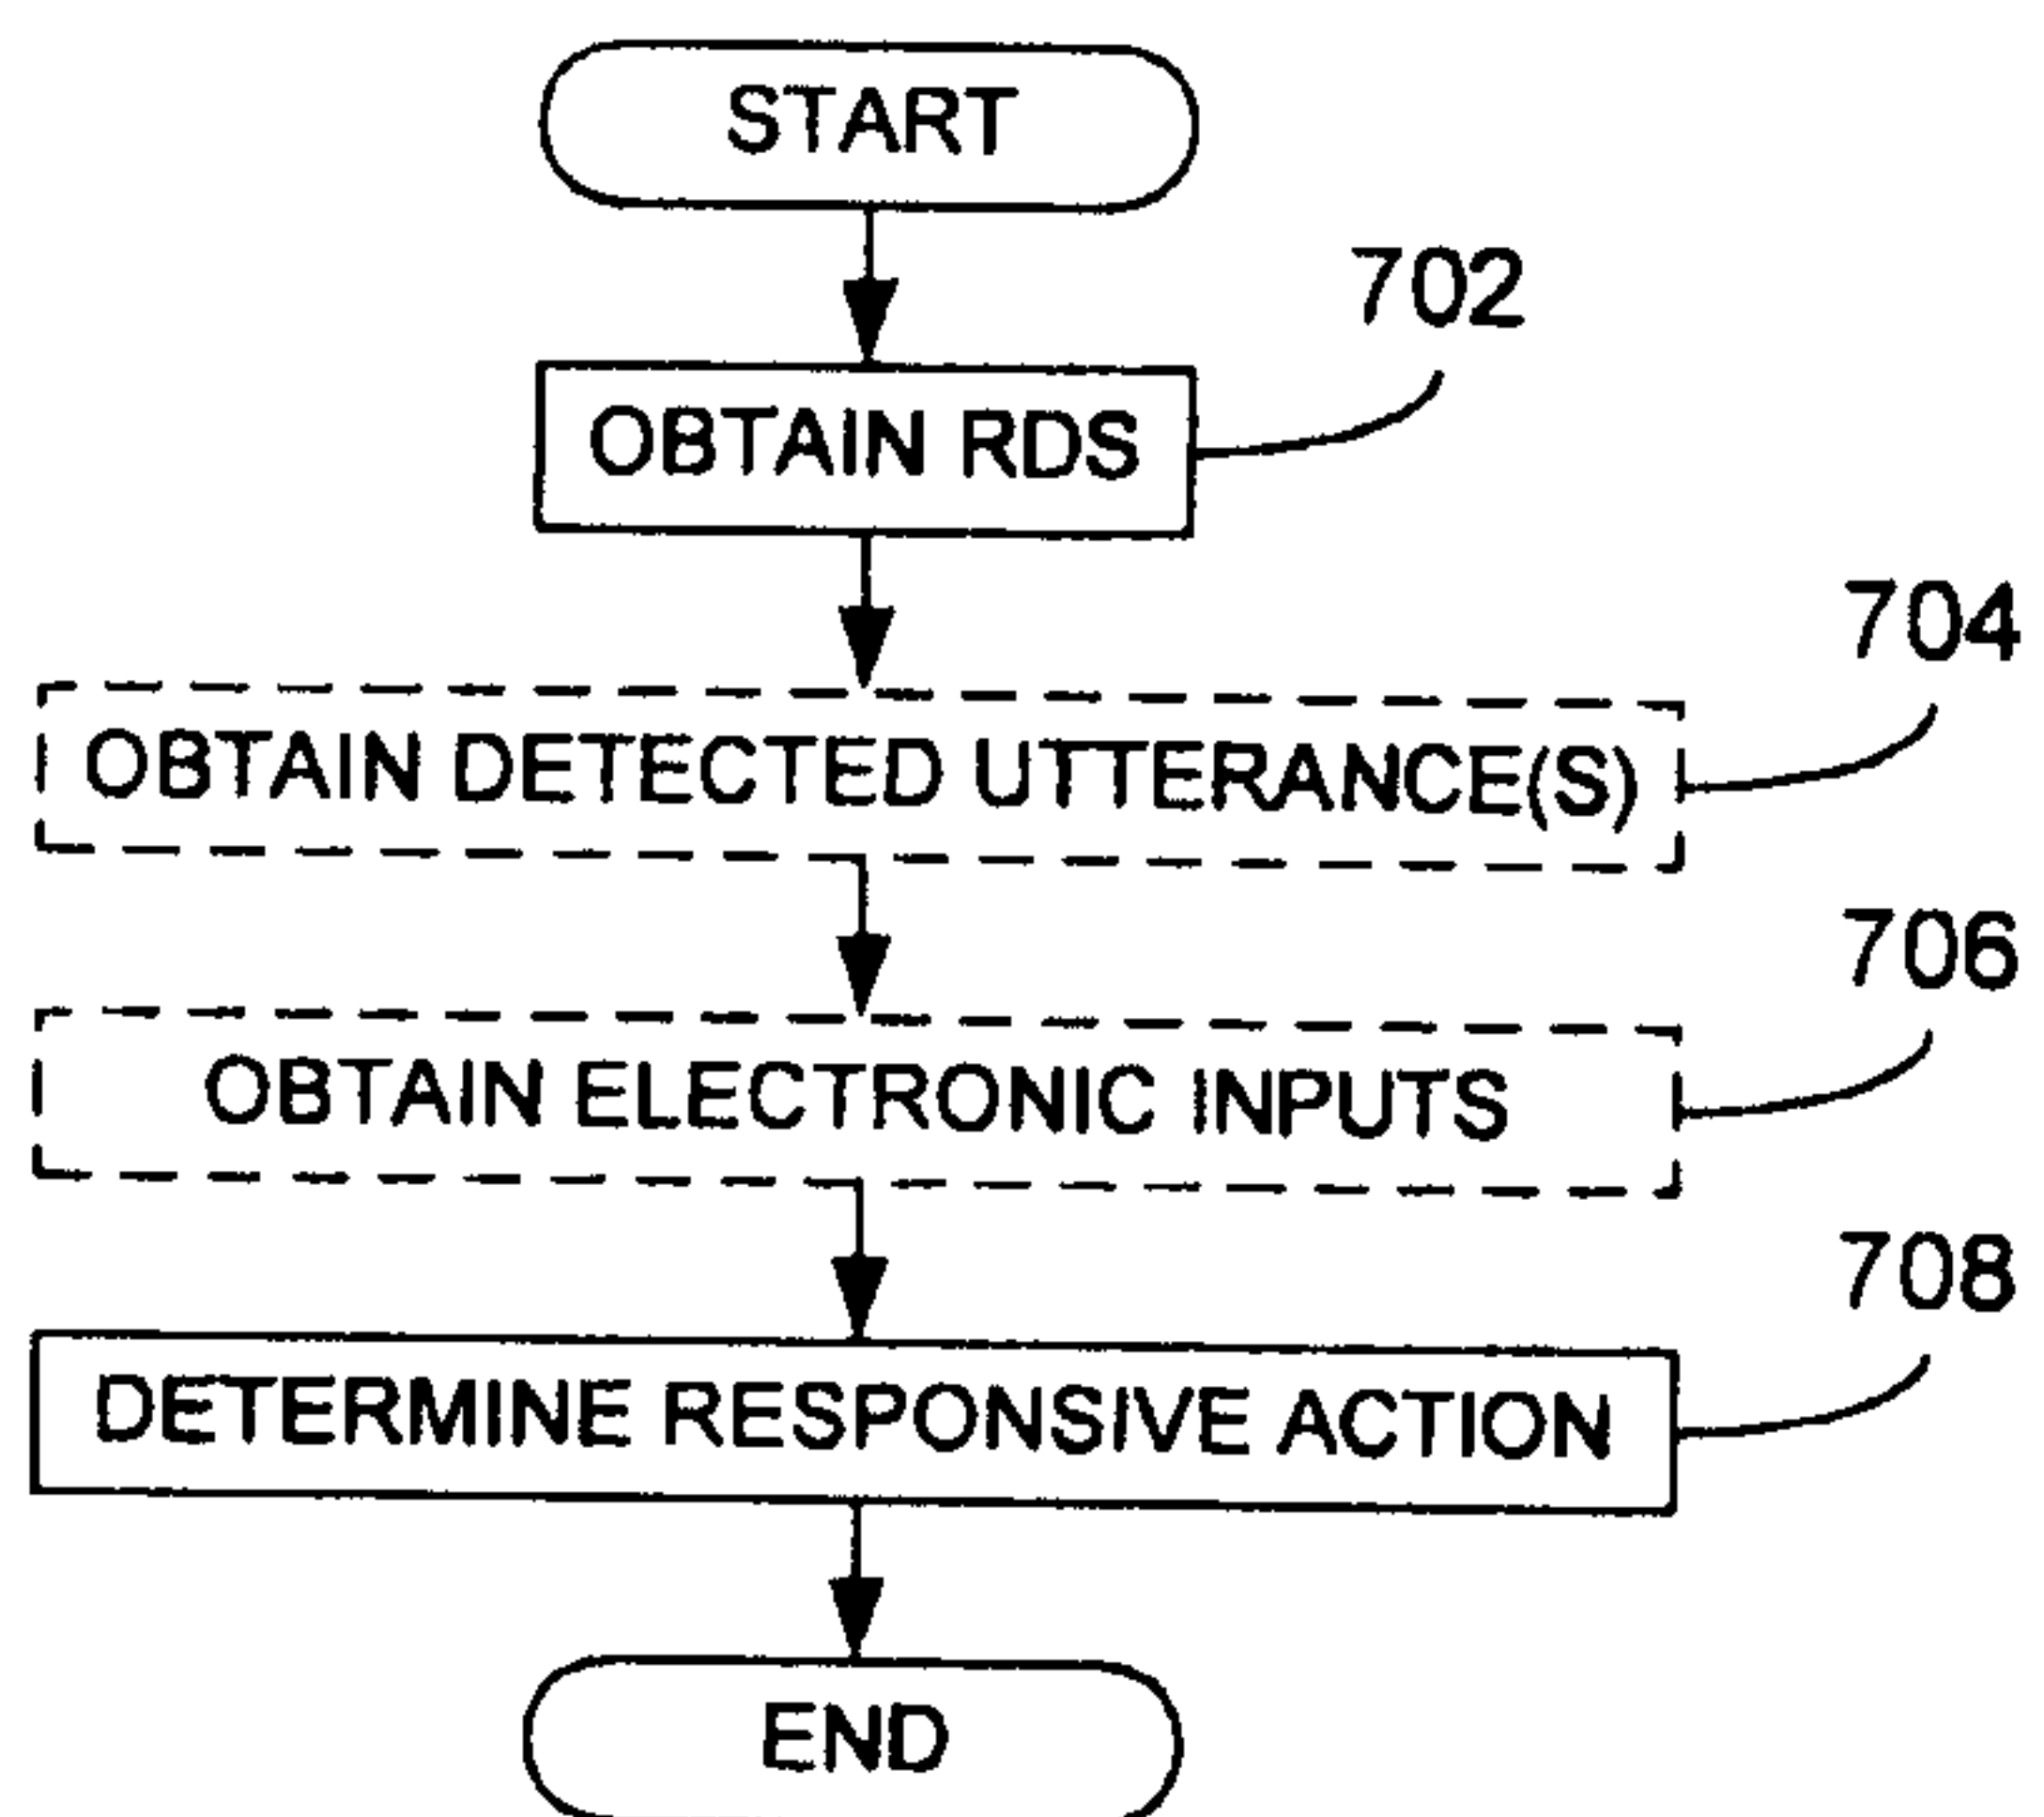 START
702
OBTAIN RDS
704
OBTAIN DETECTED UTTERANCE(S)
706
OBTAIN ELECTRONIC INPUTS
708
DETERMINE RESPONSIVE ACTION
END